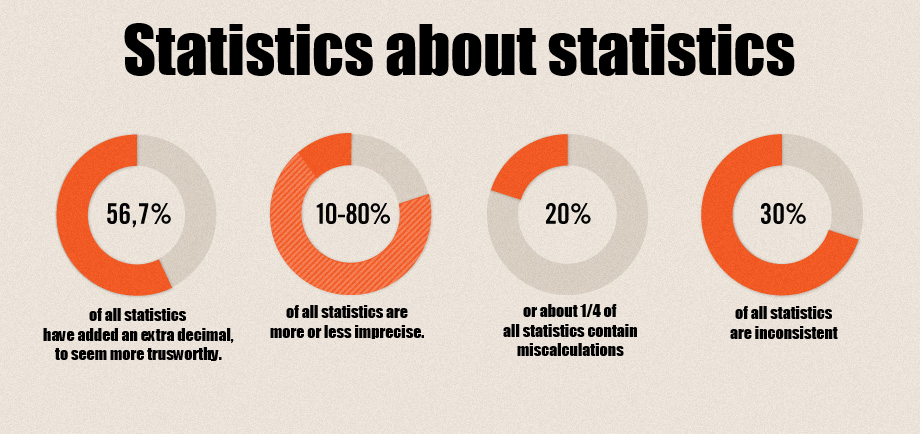 Statistics about statistics
56,7%
of all statistics
have added an extra decimal,
to seem more trusworthy.
10-80%
of all statistics are
more or less imprecise.
20%
or about 1/4 of
all statistics contain
miscalculations
30%
of all statistics
are inconsistent